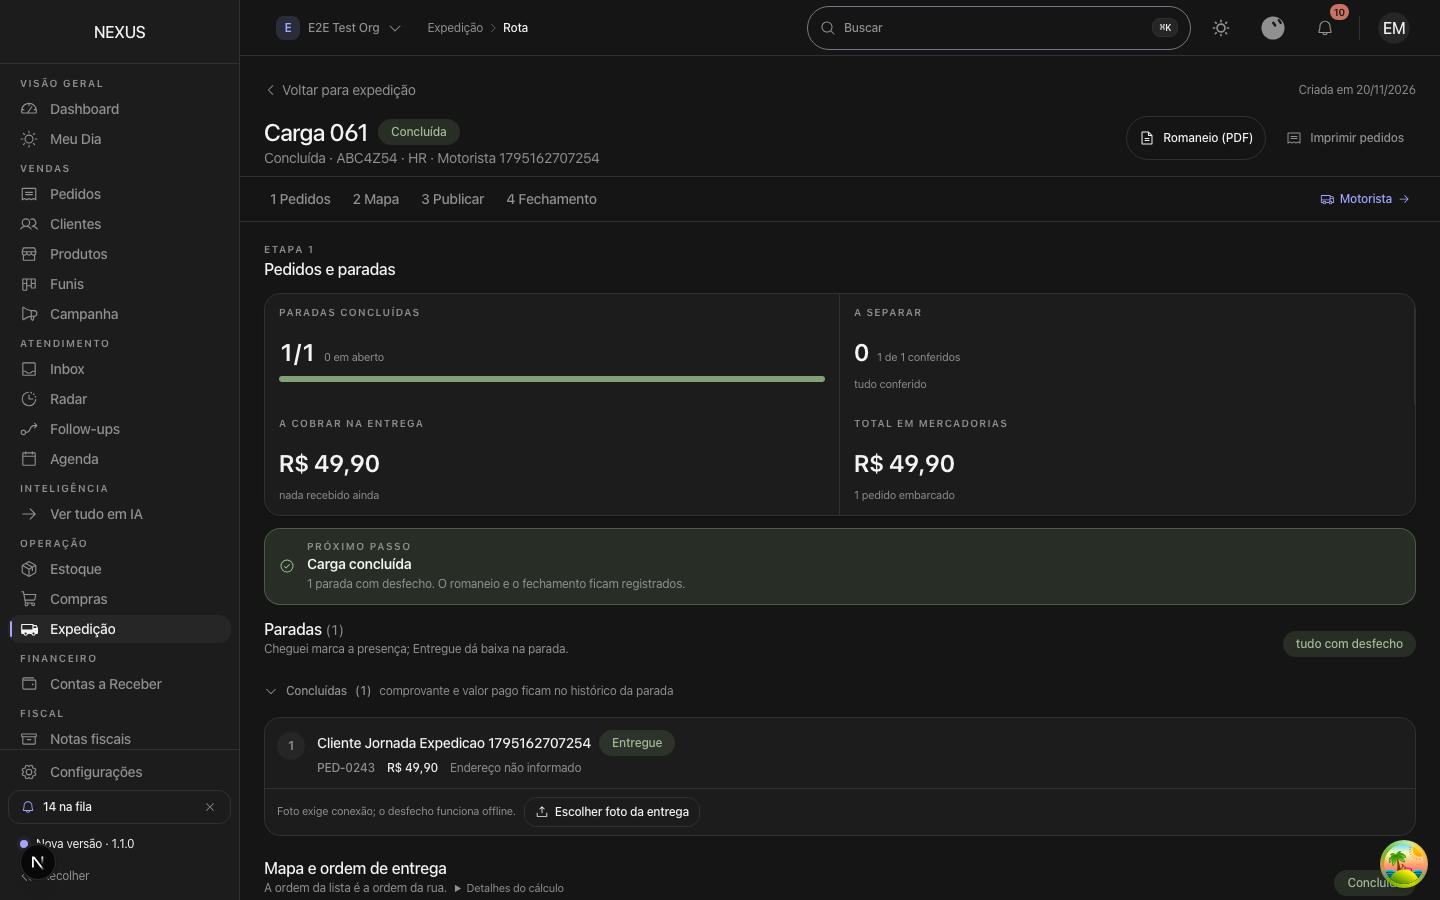 NEXUS
E
E2E Test Org
Expedição
Rota
Buscar
⌘K
10
EM
VISÃO GERAL
Dashboard
Meu Dia
VENDAS
Pedidos
Clientes
Produtos
Funis
Campanha
ATENDIMENTO
Inbox
Radar
Follow-ups
Agenda
INTELIGÊNCIA
Ver tudo em IA
OPERAÇÃO
Estoque
Compras
Expedição
FINANCEIRO
Contas a Receber
FISCAL
Notas fiscais
Configurações
14 na fila
Nova versão · 1.1.0
N
Voltar para expedição
Criada em 20/11/2026
Carga 061
Concluída
Concluída · ABC4Z54 · HR · Motorista 1795162707254
Romaneio (PDF)
Imprimir pedidos
1 Pedidos
2 Mapa
3 Publicar
4 Fechamento
Motorista
ETAPA 1
Pedidos e paradas
PARADAS CONCLUÍDAS
1/1 0 em aberto
A SEPARAR
0 1 de 1 conferidos
tudo conferido
A COBRAR NA ENTREGA
R$ 49,90
nada recebido ainda
TOTAL EM MERCADORIAS
R$ 49,90
1 pedido embarcado
PRÓXIMO PASSO
Carga concluída
1 parada com desfecho. O romaneio e o fechamento ficam registrados.
Paradas (1)
Cheguei marca a presença; Entregue dá baixa na parada.
tudo com desfecho
Concluídas (1) comprovante e valor pago ficam no histórico da parada
1
Cliente Jornada Expedicao 1795162707254
Entregue
PED-0243 R$ 49,90 Endereço não informado
Foto exige conexão; o desfecho funciona offline.
Escolher foto da entrega
Mapa e ordem de entrega
A ordem da lista é a ordem da rua.
Detalhes do cálculo